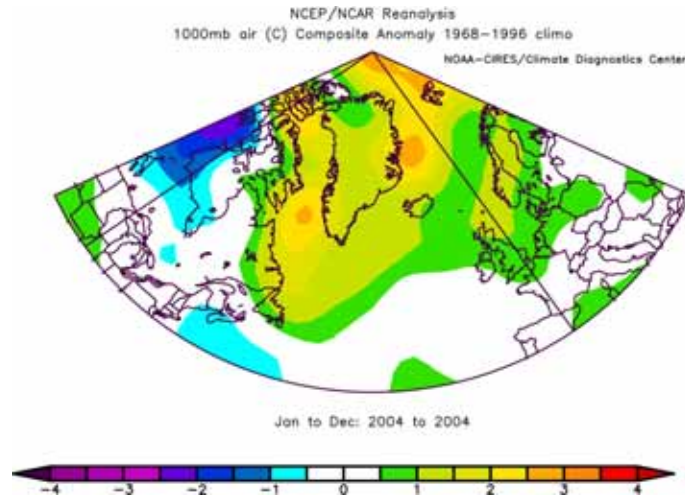 NCEP/NCAR Reanalysis
1000mb air (C) Composite Anomaly 1968-1996 climo
NOAA-CIRES/Climate Diagnostics Center
Jan to Dec: 2004 to 2004
-4 -3 -2 -1 0 1 2 3 4